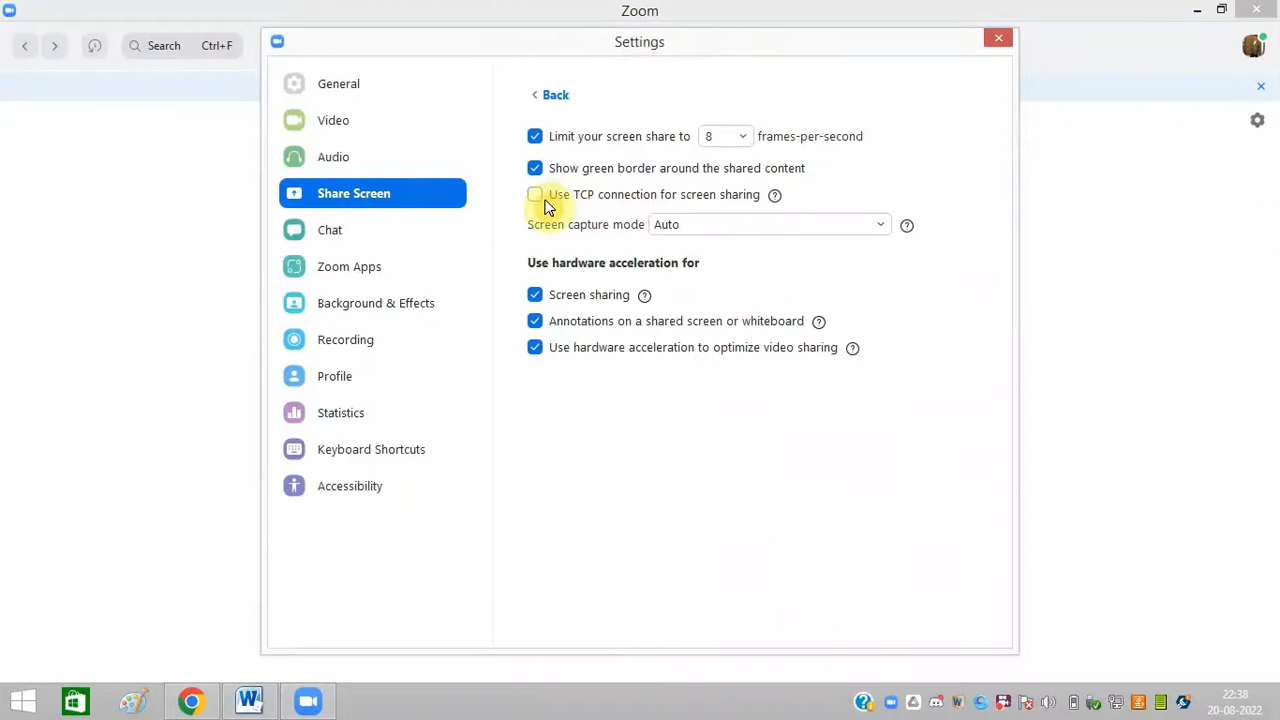 Zoom
Search Ctrl+F
Settings
General
Video
Audio
Share Screen
Chat
Zoom Apps
Background & Effects
Recording
Profile
Statistics
Keyboard Shortcuts
Accessibility
Back
Limit your screen share to 8 frames-per-second
Show green border around the shared content
Use TCP connection for screen sharing ?
Screen capture mode Auto ?
Use hardware acceleration for
Screen sharing ?
Annotations on a shared screen or whiteboard ?
Use hardware acceleration to optimize video sharing ?
22:38
20-08-2022